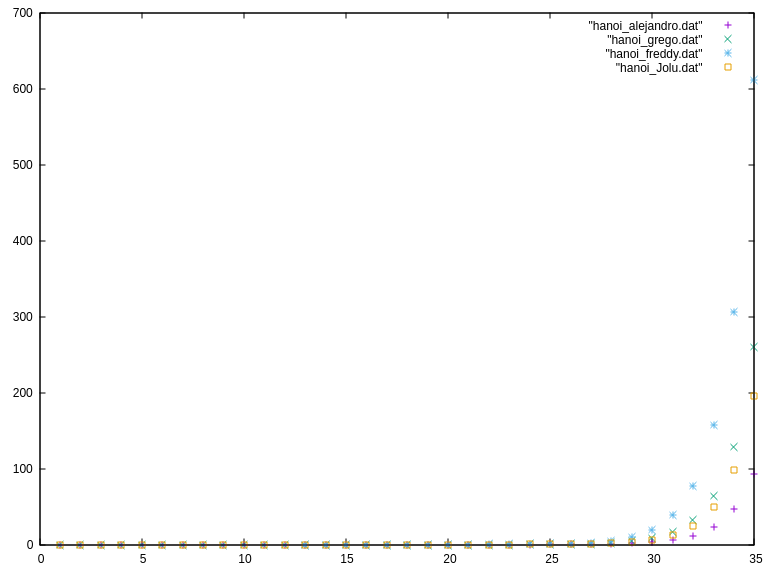 700
600
500
400
300
200
100
0
0 5 10 15 20 25 30 35
"hanoi_alejandro.dat"
"hanoi_grego.dat"
"hanoi_freddy.dat"
"hanoi_Jolu.dat"